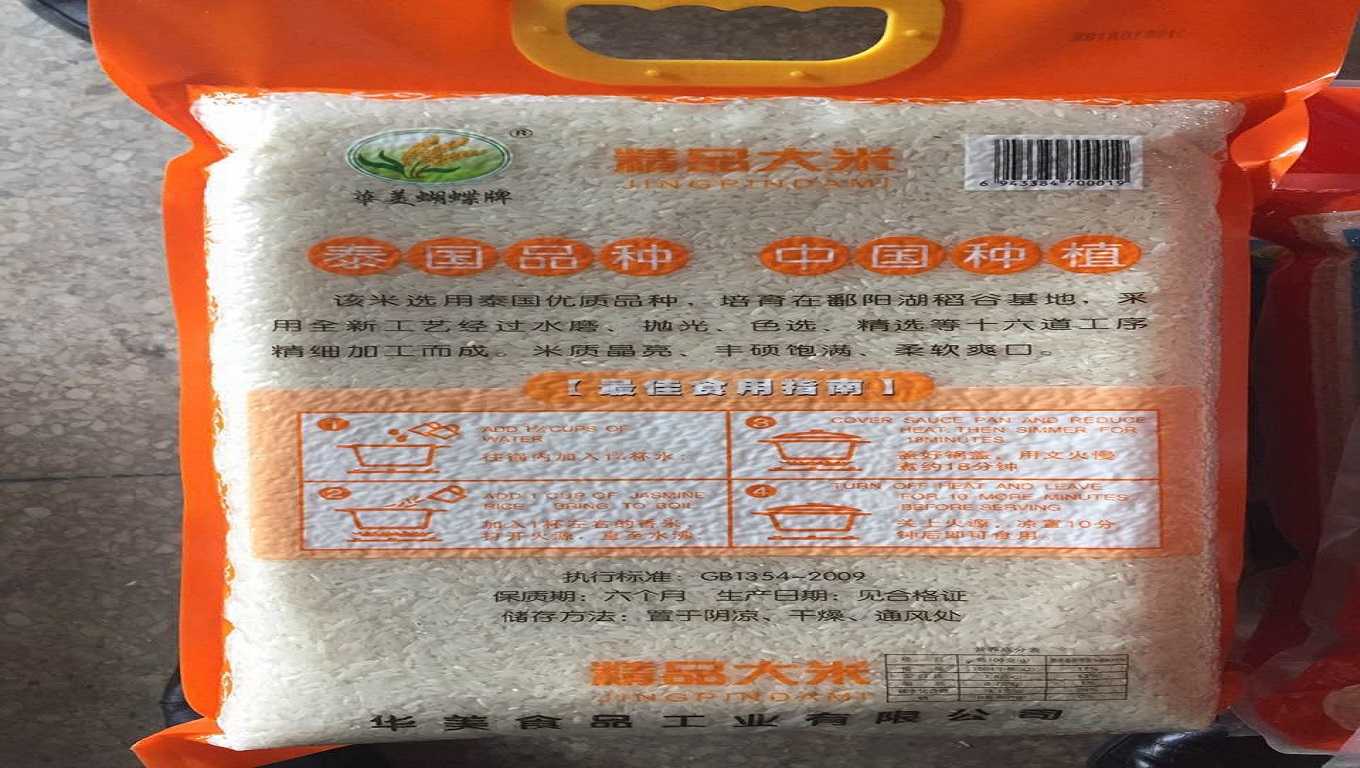 ®
华美蝴蝶牌
精品大米
JINGPINDAMI
6 943384 700019
泰国品种 中国种植
该米选用泰国优质品种，培育在鄱阳湖稻谷基地，采
用全新工艺经过水磨、抛光、色选、精选等十六道工序
精细加工而成。米质晶亮、丰硕饱满、柔软爽口。
【最佳食用指南】
1
ADD 1½CUPS OF
WATER
往锅内加入1½杯水；
2
ADD 1 CUP OF JASMINE
RICE BRING TO BOIL
加入1杯左右的香米，
打开火源，直至水沸
3
COVER SAUCE PAN AND REDUCE
HEAT THEN SIMMER FOR
18MINUTES
盖好锅盖，用文火慢
煮约18分钟
4
TURN OFF HEAT AND LEAVE
FOR 10 MORE MINUTES
BEFORE SERVING
关上火源，凉置10分
钟后即可食用。
执行标准：GB1354-2009
保质期：六个月 生产日期：见合格证
储存方法：置于阴凉、干燥、通风处
精品大米
JINGPINDAMI
营养成分表
华美食品工业有限公司